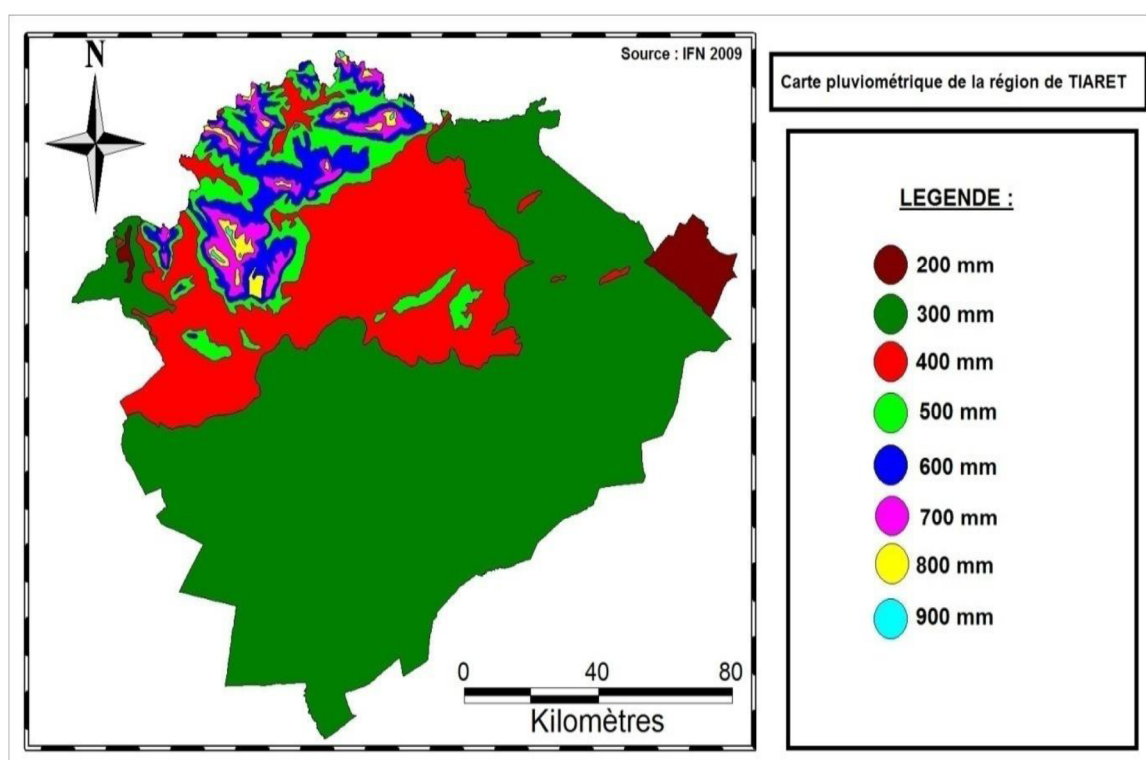 N
Source : IFN 2009
0 40 80
Kilomètres
Carte pluviométrique de la région de TIARET
LEGENDE :
200 mm
300 mm
400 mm
500 mm
600 mm
700 mm
800 mm
900 mm